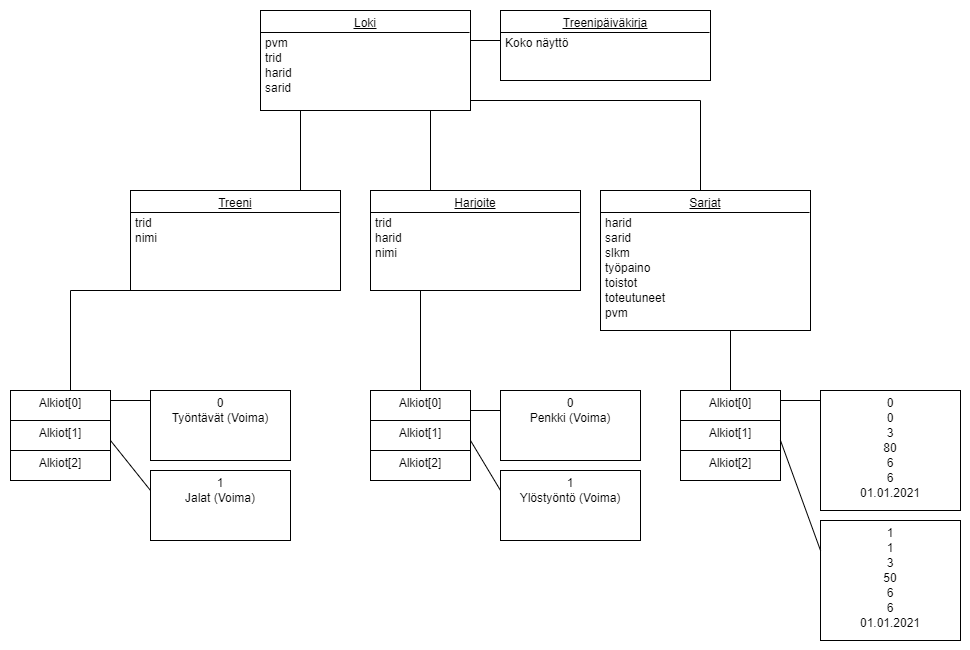 Loki
pvm
trid
harid
sarid
Treenipäiväkirja
Koko näyttö
Treeni
trid
nimi
Harjoite
trid
harid
nimi
Sarjat
harid
sarid
slkm
työpaino
toistot
toteutuneet
pvm
Alkiot[0]
Alkiot[1]
Alkiot[2]
0
Työntävät (Voima)
1
Jalat (Voima)
Alkiot[0]
Alkiot[1]
Alkiot[2]
0
Penkki (Voima)
1
Ylöstyöntö (Voima)
Alkiot[0]
Alkiot[1]
Alkiot[2]
0
0
3
80
6
6
01.01.2021
1
1
3
50
6
6
01.01.2021